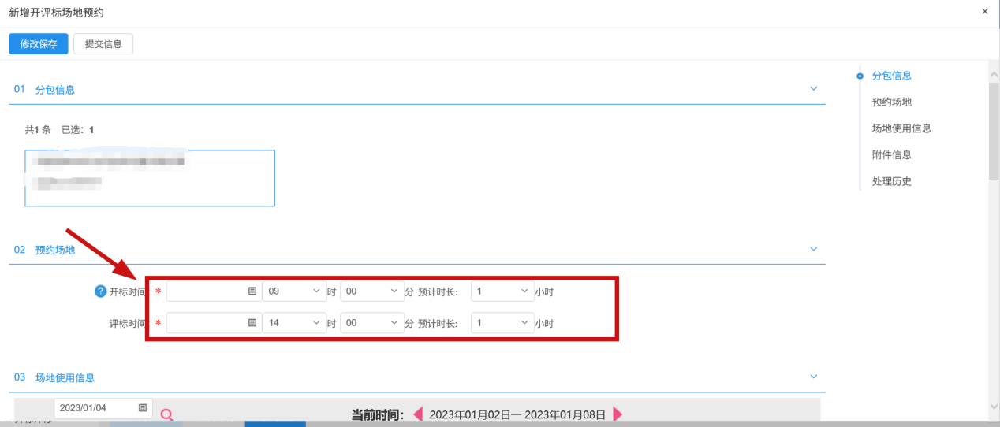 新增开评标场地预约 ×
修改保存 提交信息
01 分包信息
共1 条 已选：1
02 预约场地
? 开标时间 * 09 时 00 分 预计时长: 1 小时
评标时间 * 14 时 00 分 预计时长: 1 小时
03 场地使用信息
2023/01/04 当前时间： 2023年01月02日— 2023年01月08日
分包信息
预约场地
场地使用信息
附件信息
处理历史